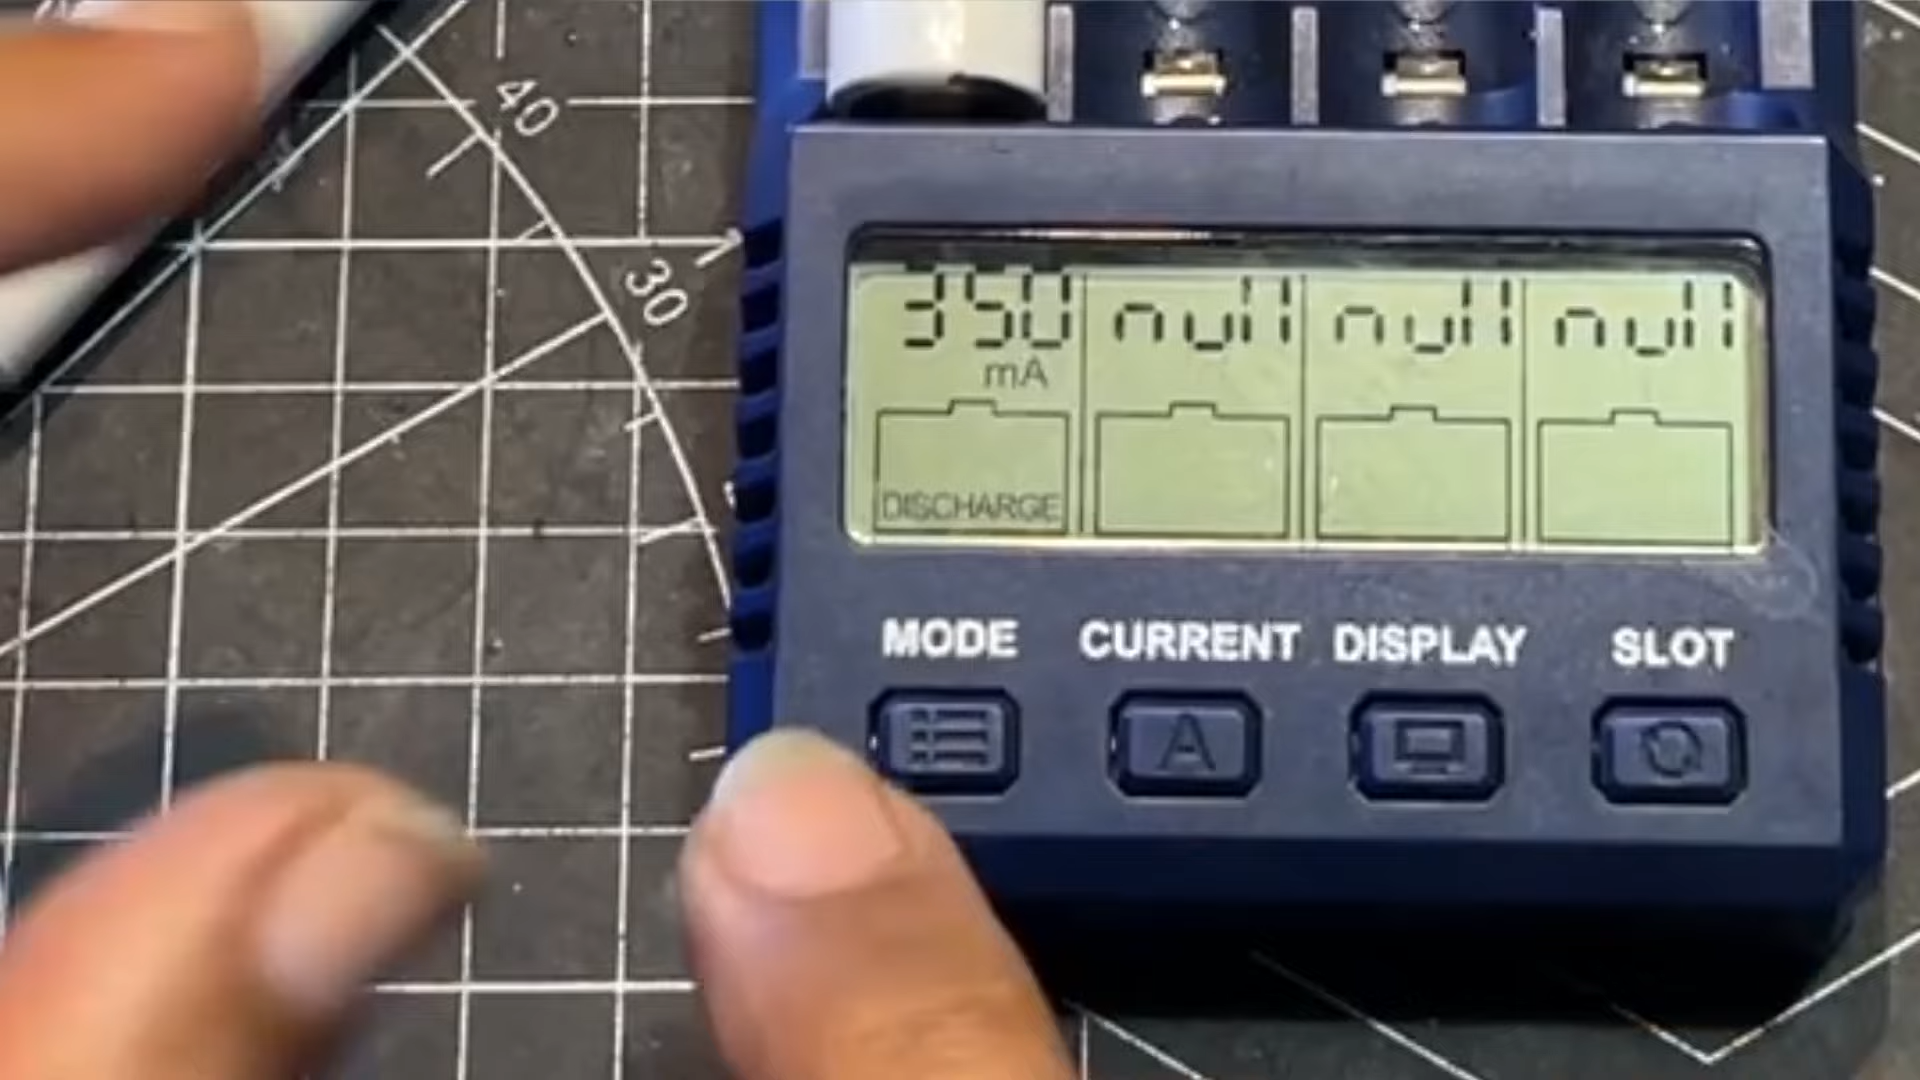 40
30
350 null null null
mA
DISCHARGE
MODE CURRENT DISPLAY SLOT
A